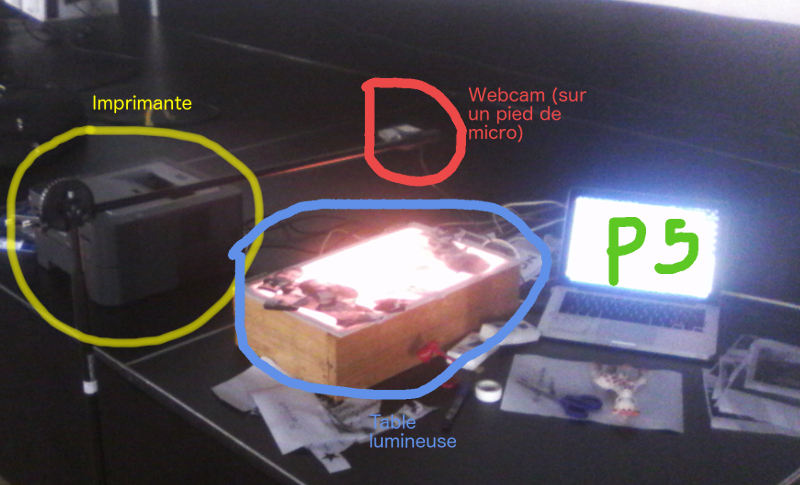 Imprimante
Webcam (sur
un pied de
micro)
P5
Table
lumineuse